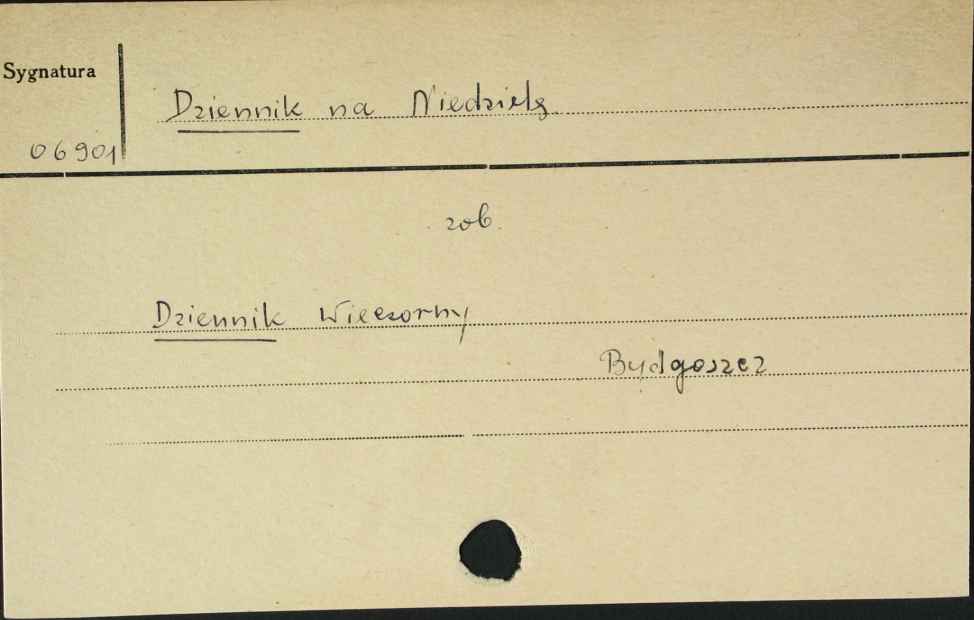 Sygnatura
Dziennik na Niedzielę
06901
zob.
Dziennik Wieczorny
Bydgoszcz